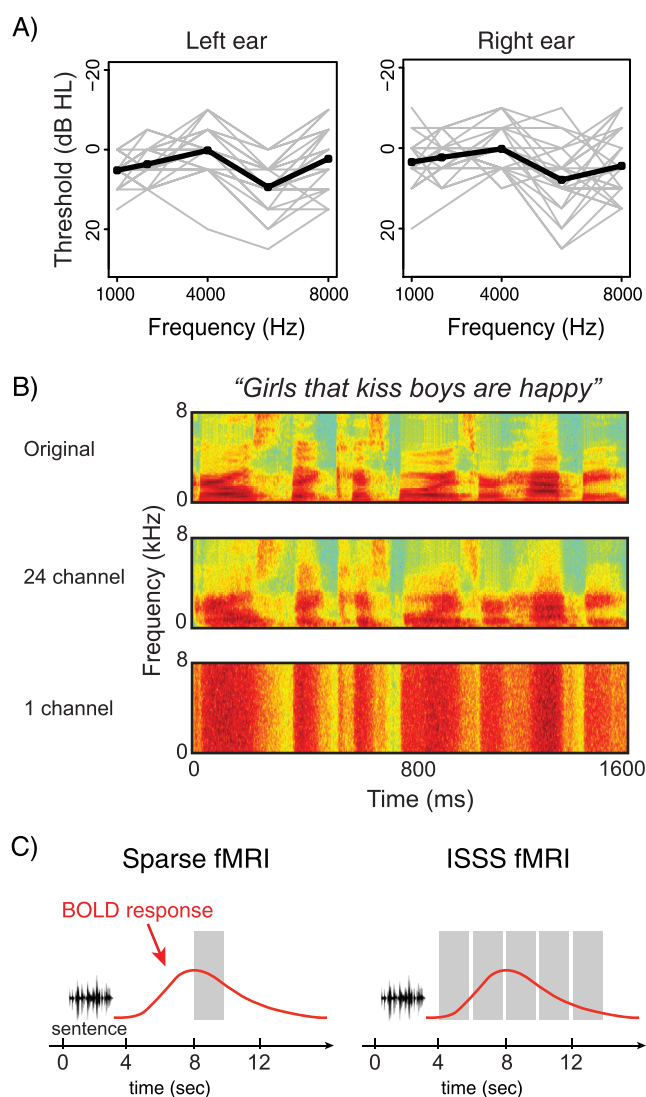 A)
Left ear
Right ear
Threshold (dB HL)
-20
0
20
1000
4000
8000
1000
4000
8000
Frequency (Hz)
Frequency (Hz)
B)
"Girls that kiss boys are happy"
Original
24 channel
1 channel
Frequency (kHz)
8
0
8
0
8
0
0
800
1600
Time (ms)
C)
Sparse fMRI
ISSS fMRI
BOLD response
sentence
0
4
8
12
time (sec)
0
4
8
12
time (sec)